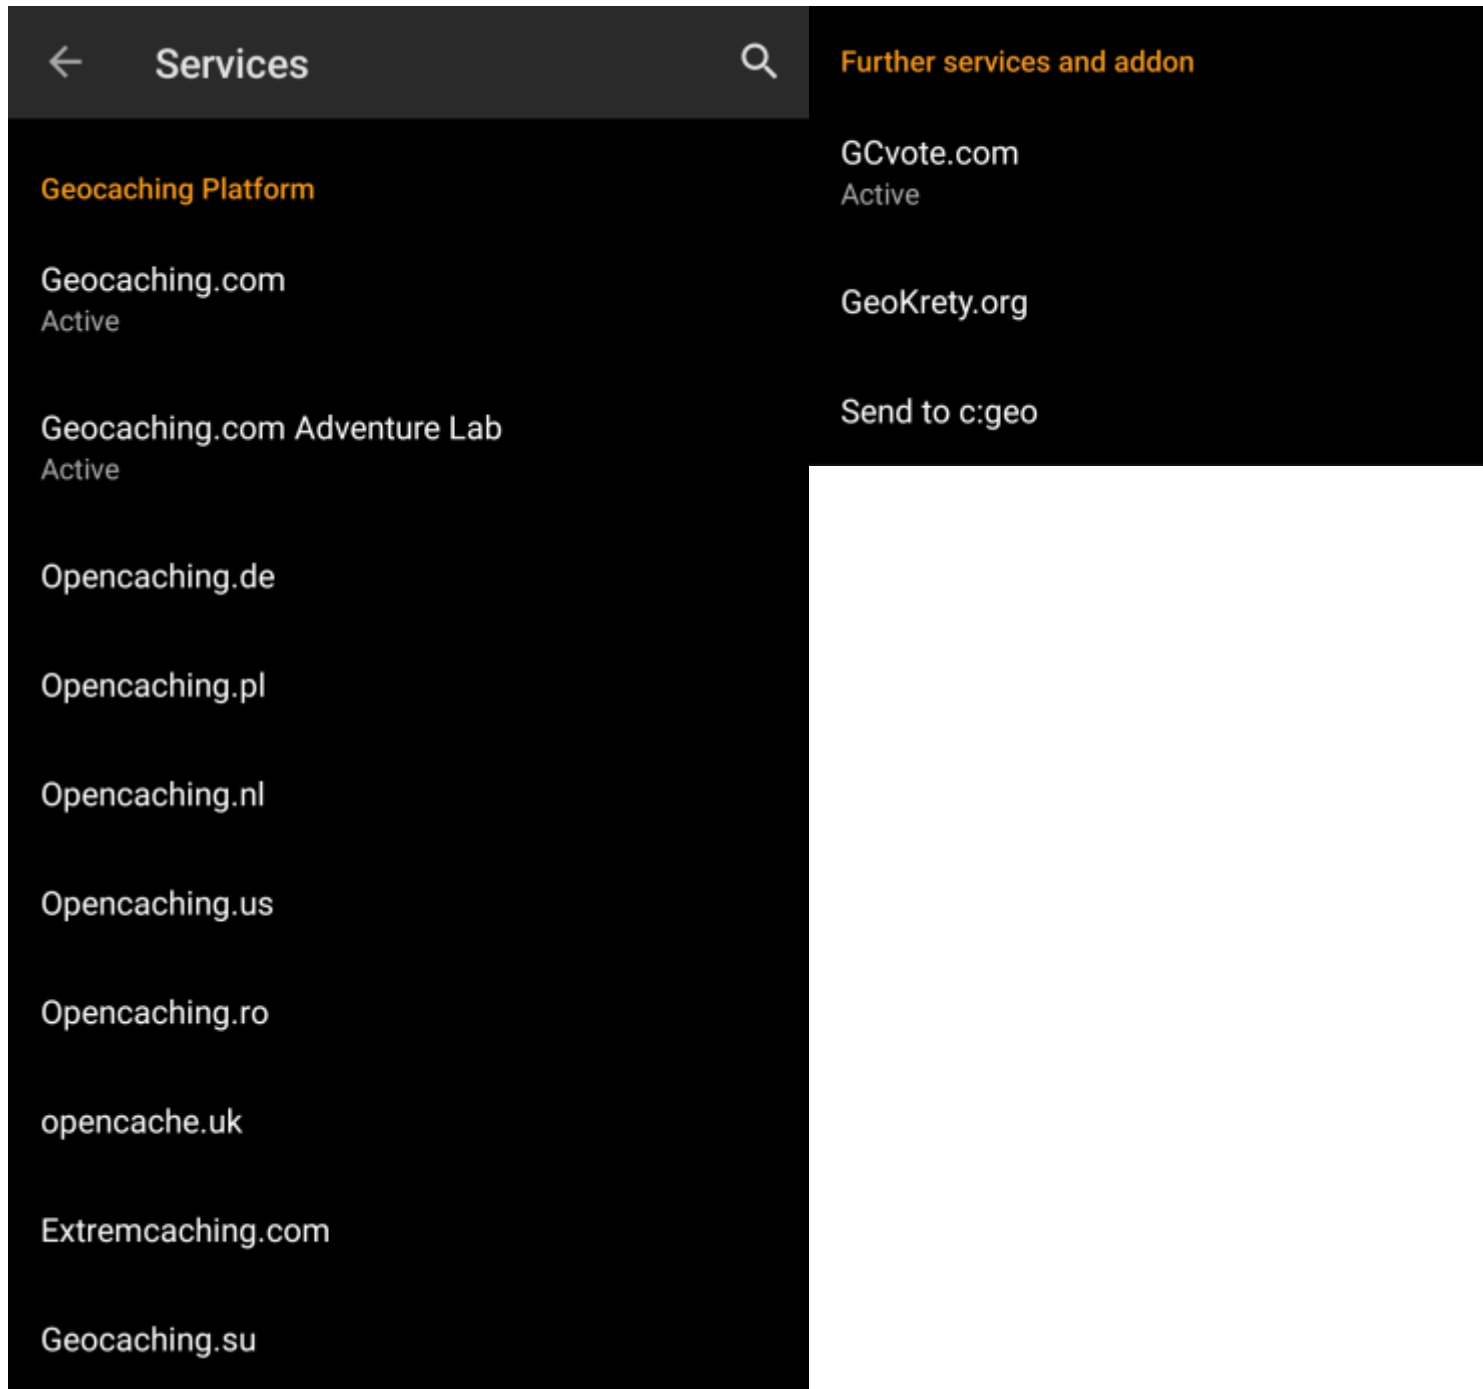 Services
Geocaching Platform
Geocaching.com
Active
Geocaching.com Adventure Lab
Active
Opencaching.de
Opencaching.pl
Opencaching.nl
Opencaching.us
Opencaching.ro
opencache.uk
Extremcaching.com
Geocaching.su
Further services and addon
GCvote.com
Active
GeoKrety.org
Send to c:geo